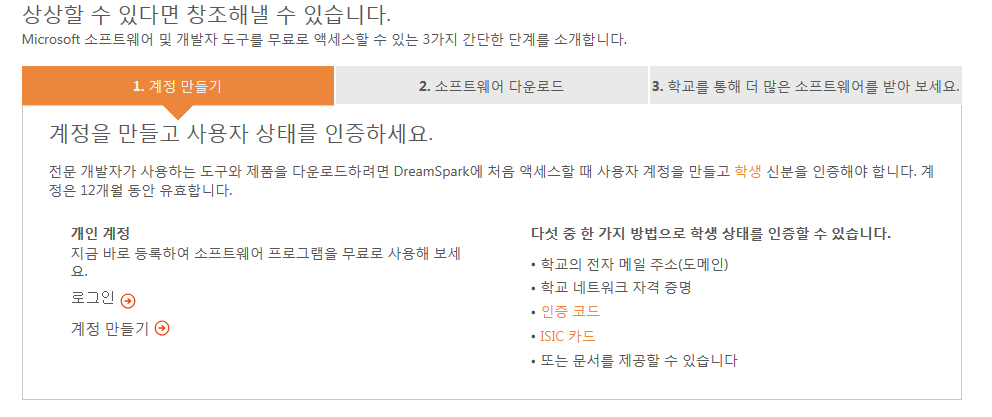 상상할 수 있다면 창조해낼 수 있습니다.
Microsoft 소프트웨어 및 개발자 도구를 무료로 액세스할 수 있는 3가지 간단한 단계를 소개합니다.
1. 계정 만들기
2. 소프트웨어 다운로드
3. 학교를 통해 더 많은 소프트웨어를 받아 보세요.
계정을 만들고 사용자 상태를 인증하세요.
전문 개발자가 사용하는 도구와 제품을 다운로드하려면 DreamSpark에 처음 액세스할 때 사용자 계정을 만들고 학생 신분을 인증해야 합니다. 계
정은 12개월 동안 유효합니다.
개인 계정
지금 바로 등록하여 소프트웨어 프로그램을 무료로 사용해 보세
요.
로그인
계정 만들기
다섯 중 한 가지 방법으로 학생 상태를 인증할 수 있습니다.
• 학교의 전자 메일 주소(도메인)
• 학교 네트워크 자격 증명
• 인증 코드
• ISIC 카드
• 또는 문서를 제공할 수 있습니다